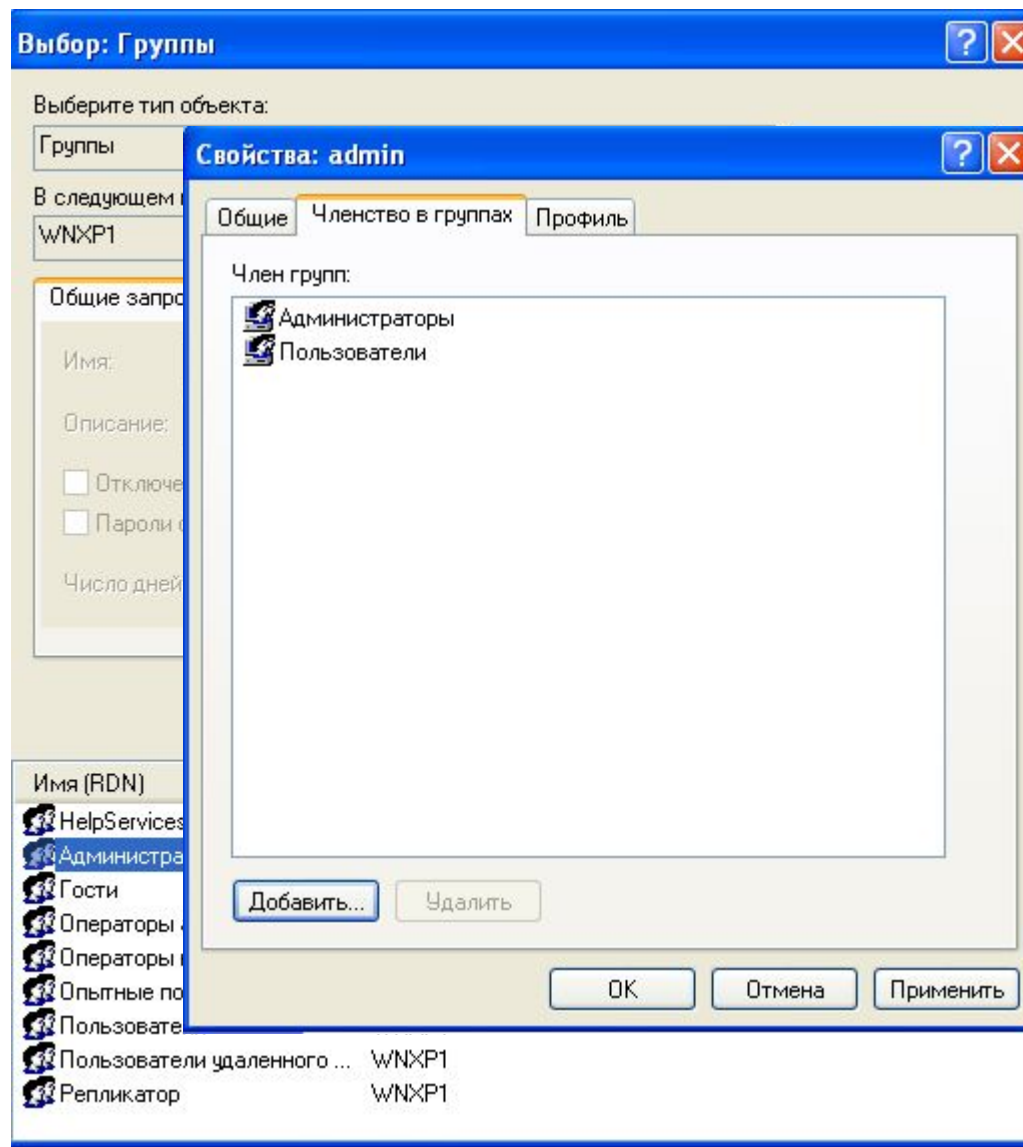 Выбор: Группы
Выберите тип объекта:
Группы
В следующем
WNXP1
Общие запро
Имя:
Описание:
Отключе
Пароли
Число дней
Имя (RDN)
HelpServices
Администра
Гости
Операторы
Операторы
Опытные по
Пользовате
Пользователи удаленного ... WNXP1
Репликатор WNXP1
Свойства: admin
Общие Членство в группах Профиль
Член групп:
Администраторы
Пользователи
Добавить... Удалить
OK Отмена Применить